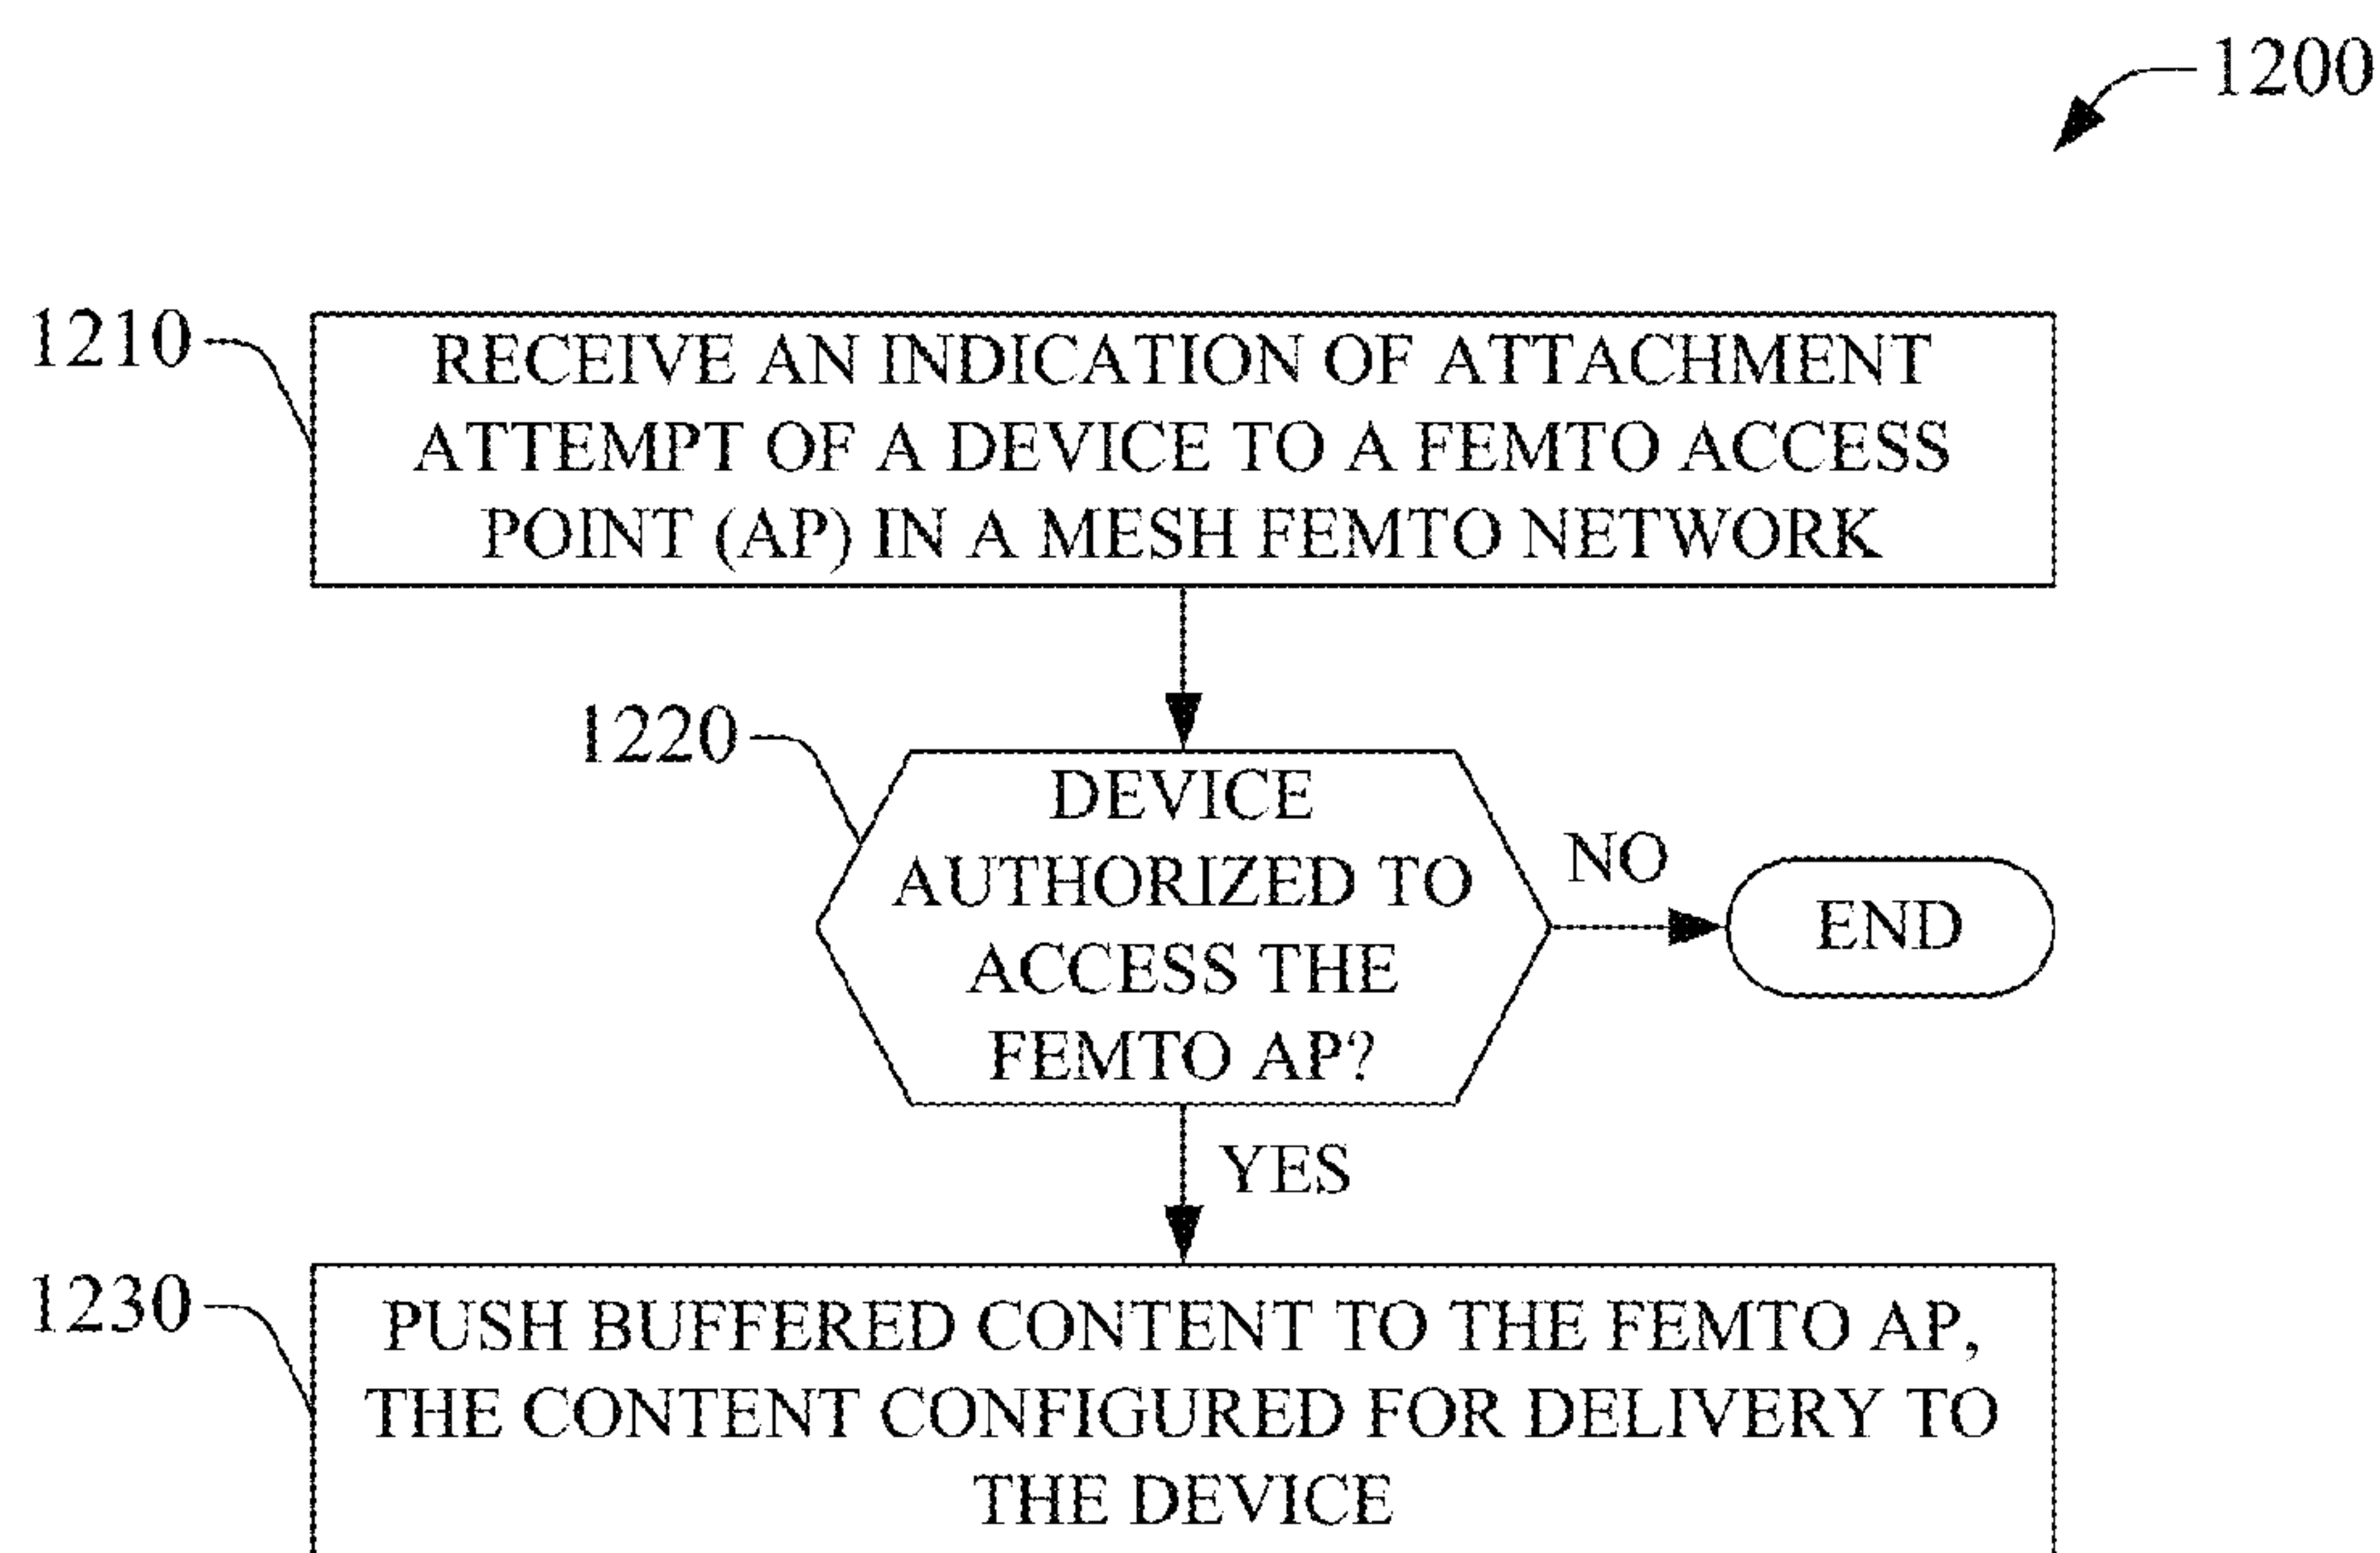 1200
1210
RECEIVE AN INDICATION OF ATTACHMENT
ATTEMPT OF A DEVICE TO A FEMTO ACCESS
POINT (AP) IN A MESH FEMTO NETWORK
1220
DEVICE
AUTHORIZED TO
ACCESS THE
FEMTO AP?
NO
END
YES
1230
PUSH BUFFERED CONTENT TO THE FEMTO AP,
THE CONTENT CONFIGURED FOR DELIVERY TO
THE DEVICE